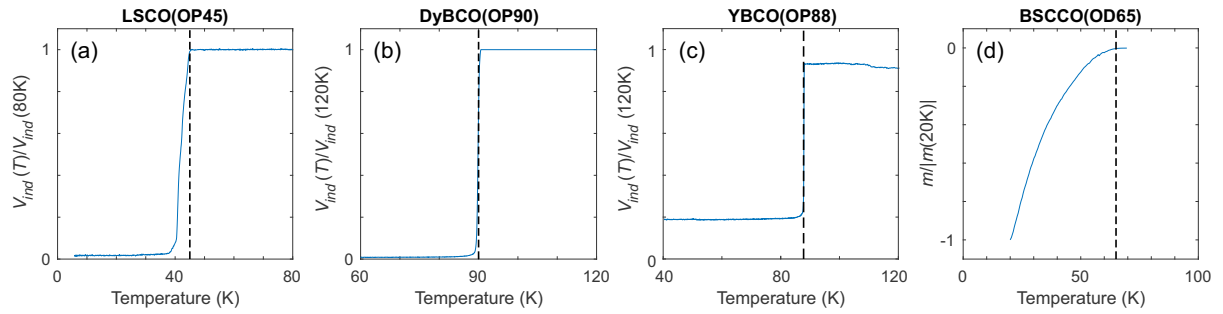 LSCO(OP45)
(a)
V_ind (T)/V_ind (80K)
1
0
0 40 80
Temperature (K)
DyBCO(OP90)
(b)
V_ind (T)/V_ind (120K)
1
0
60 90 120
Temperature (K)
YBCO(OP88)
(c)
V_ind (T)/V_ind (120K)
1
0
40 60 80 100 120
Temperature (K)
BSCCO(OD65)
(d)
m/|m(20K)|
0
-1
0 50 100
Temperature (K)